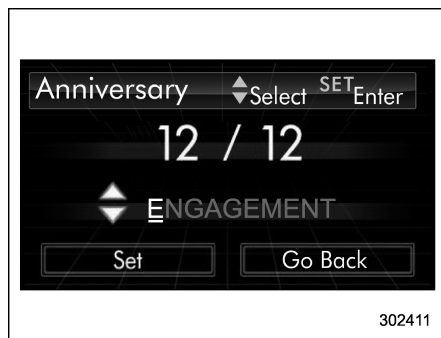 Anniversary Select SET Enter
12 / 12
ENGAGEMENT
Set Go Back
302411